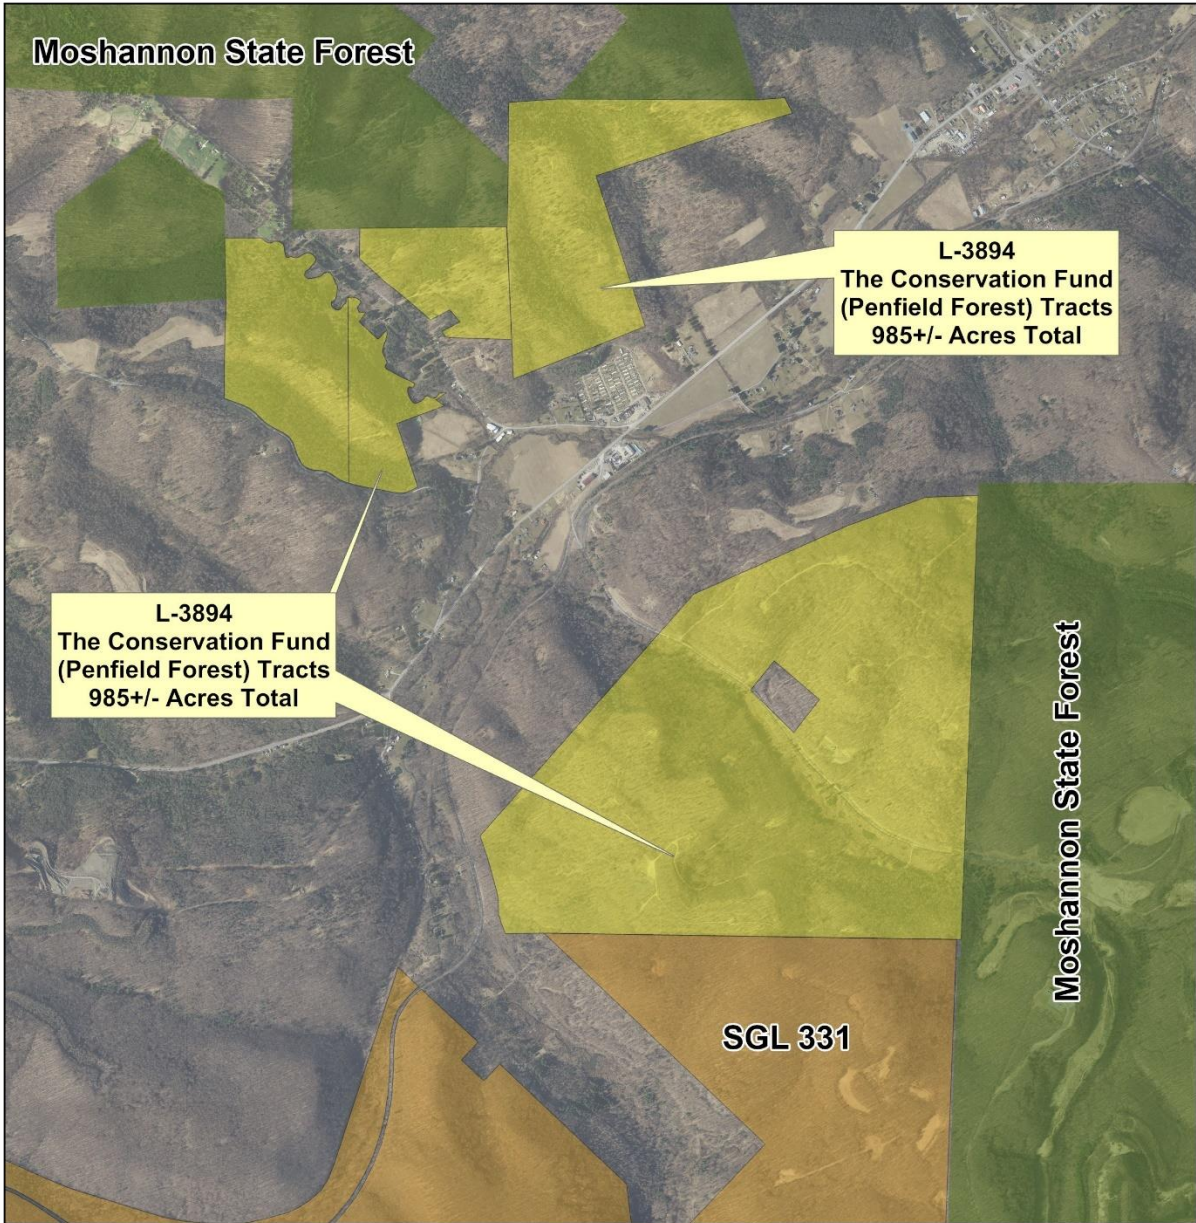 Moshannon State Forest
L-3894
The Conservation Fund
(Penfield Forest) Tracts
985+/- Acres Total
L-3894
The Conservation Fund
(Penfield Forest) Tracts
985+/- Acres Total
Moshannon State Forest
SGL 331